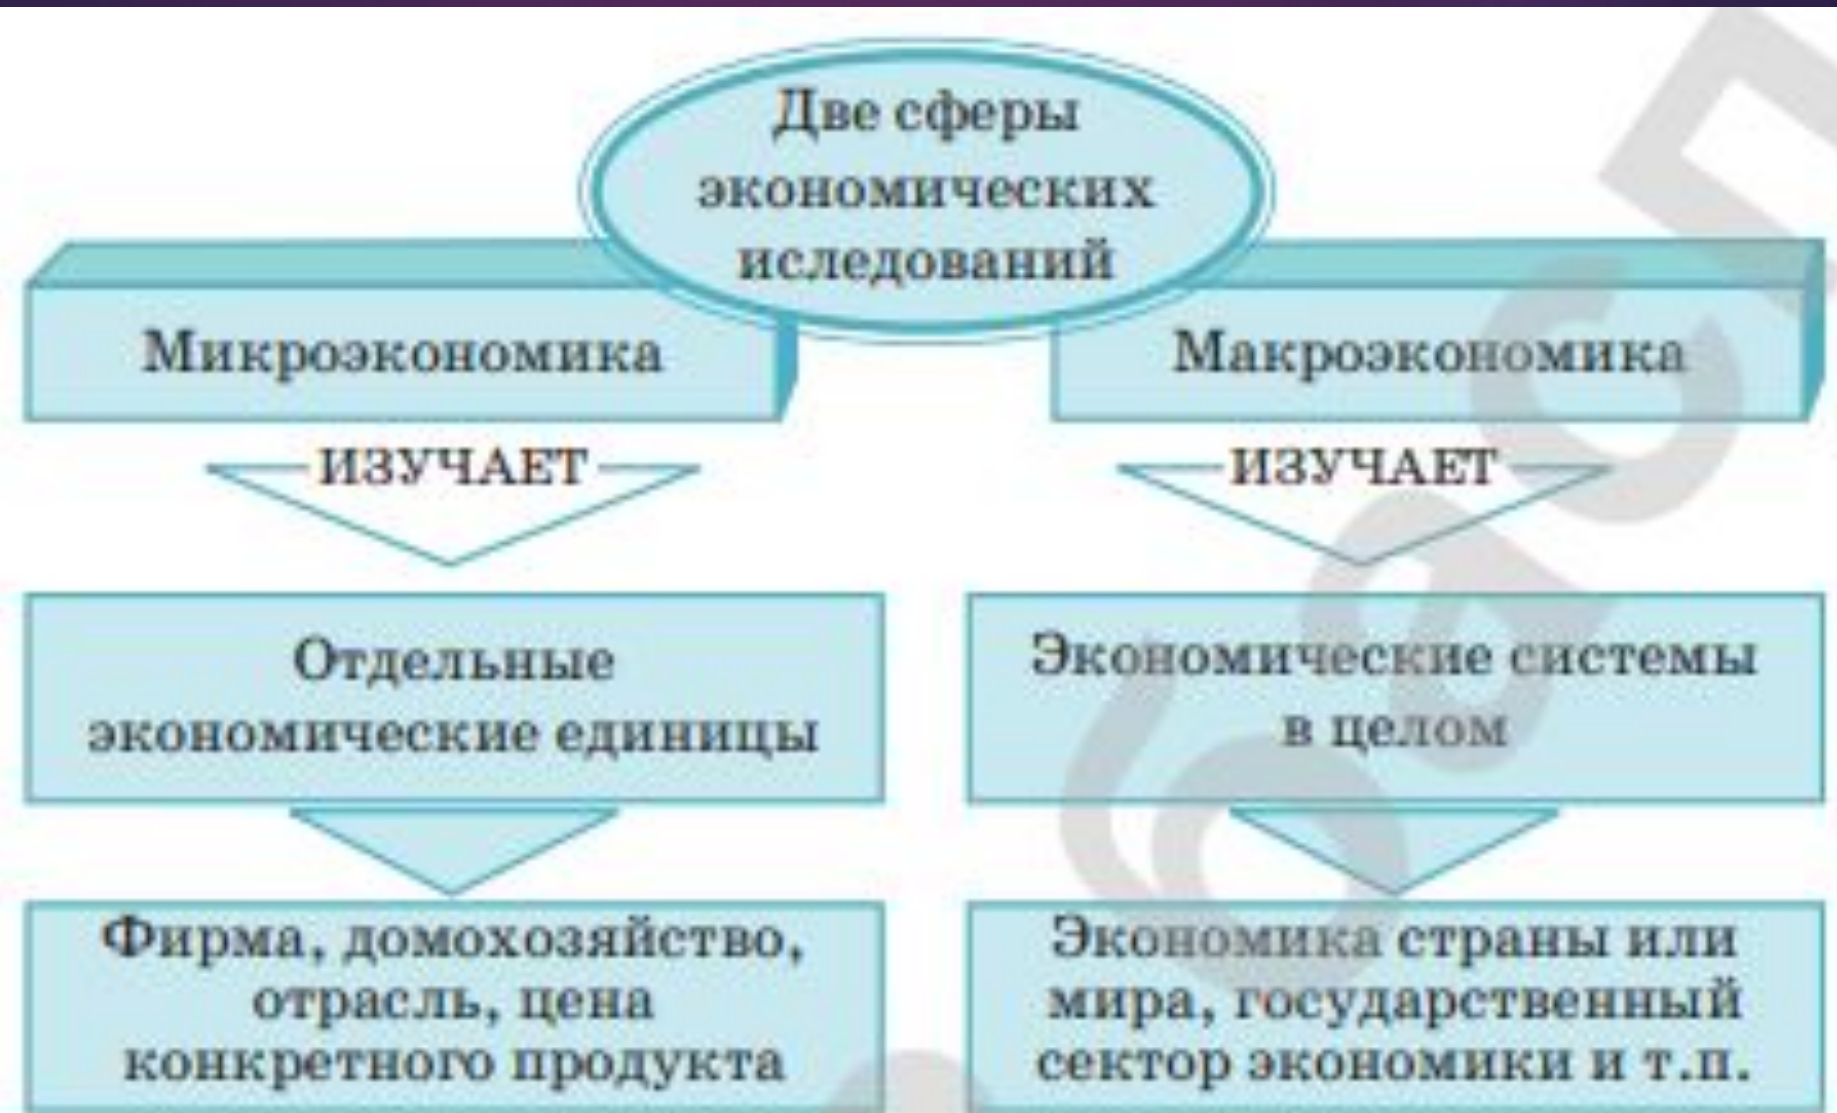 Две сферы
экономических
иследований
Микроэкономика
Макроэкономика
ИЗУЧАЕТ
ИЗУЧАЕТ
Отдельные
экономические единицы
Экономические системы
в целом
Фирма, домохозяйство,
отрасль, цена
конкретного продукта
Экономика страны или
мира, государственный
сектор экономики и т.п.